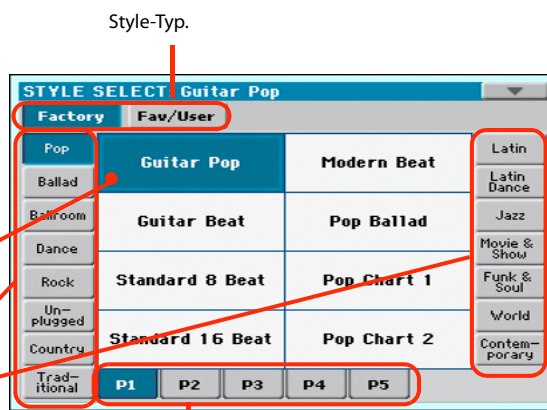 Style-Typ.
STYLE SELECT: Guitar Pop
Factory Fav/User
Pop
Ballad
Ballroom
Dance
Rock
Un-
plugged
Country
Trad-
itional
Guitar Pop Modern Beat
Guitar Beat Pop Ballad
Standard 8 Beat Pop Chart 1
Standard 16 Beat Pop Chart 2
P1 P2 P3 P4 P5
Latin
Latin
Dance
Jazz
Movie &
Show
Funk &
Soul
World
Contem-
porary